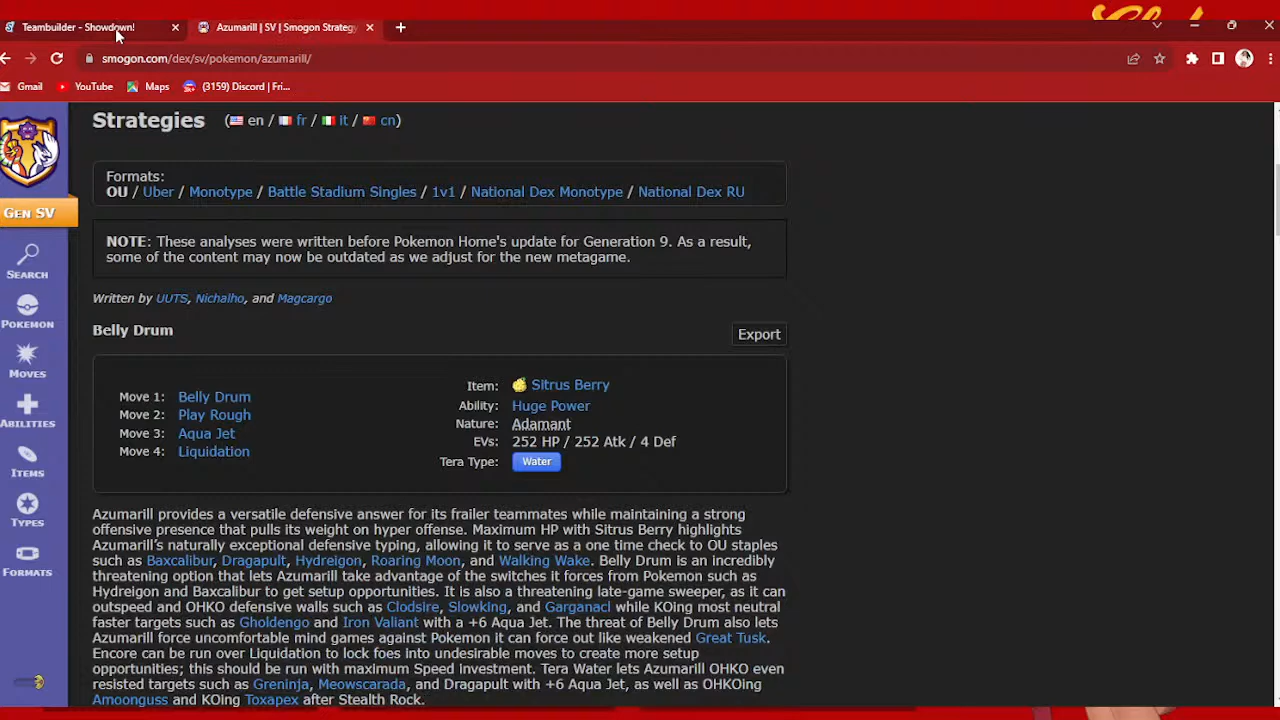 Teambuilder - Showdown!
Azumarill | SV | Smogon Strategy
smogon.com/dex/sv/pokemon/azumarill/
Gmail YouTube Maps (3159) Discord | Fri...
Strategies (en / fr / it / cn)
Formats:
OU / Uber / Monotype / Battle Stadium Singles / 1v1 / National Dex Monotype / National Dex RU
GEN SV
NOTE: These analyses were written before Pokemon Home's update for Generation 9. As a result,
some of the content may now be outdated as we adjust for the new metagame.
SEARCH
Written by UUTS, Nichalho, and Magcargo
POKEMON
Belly Drum Export
MOVES
Move 1: Belly Drum
Move 2: Play Rough
Move 3: Aqua Jet
Move 4: Liquidation
Item: Sitrus Berry
Ability: Huge Power
Nature: Adamant
EVs: 252 HP / 252 Atk / 4 Def
Tera Type: Water
ABILITIES
ITEMS
TYPES
FORMATS
Azumarill provides a versatile defensive answer for its frailer teammates while maintaining a strong
offensive presence that pulls its weight on hyper offense. Maximum HP with Sitrus Berry highlights
Azumarill's naturally exceptional defensive typing, allowing it to serve as a one time check to OU staples
such as Baxcalibur, Dragapult, Hydreigon, Roaring Moon, and Walking Wake. Belly Drum is an incredibly
threatening option that lets Azumarill take advantage of the switches it forces from Pokemon such as
Hydreigon and Baxcalibur to get setup opportunities. It is also a threatening late-game sweeper, as it can
outspeed and OHKO defensive walls such as Clodsire, Slowking, and Garganacl while KOing most neutral
faster targets such as Gholdengo and Iron Valiant with a +6 Aqua Jet. The threat of Belly Drum also lets
Azumarill force uncomfortable mind games against Pokemon it can force out like weakened Great Tusk.
Encore can be run over Liquidation to lock foes into undesirable moves to create more setup
opportunities; this should be run with maximum Speed investment. Tera Water lets Azumarill OHKO even
resisted targets such as Greninja, Meowscarada, and Dragapult with +6 Aqua Jet, as well as OHKOing
Amoonguss and KOing Toxapex after Stealth Rock.